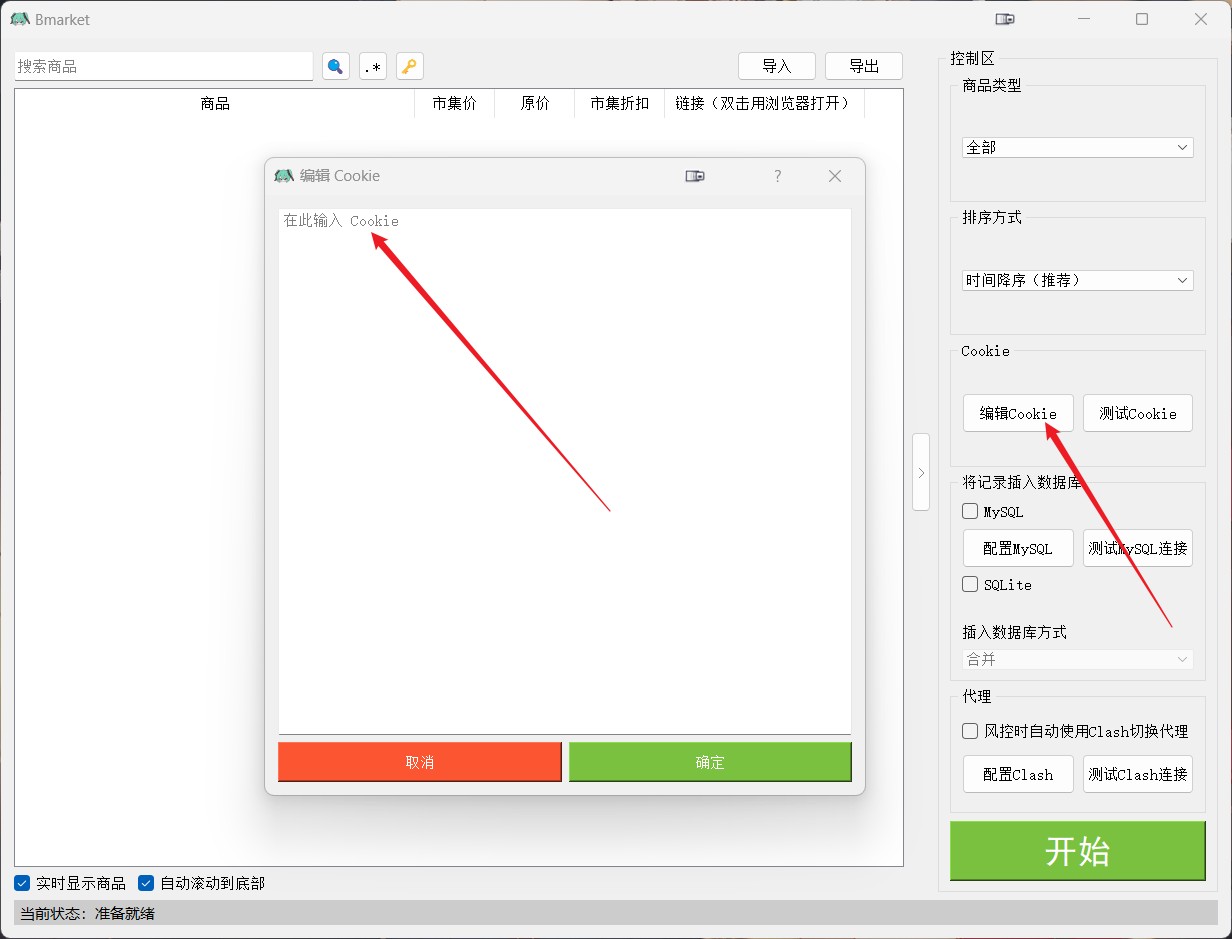 Bmarket
搜索商品
.*
导入
导出
商品
市集价
原价
市集折扣
链接（双击用浏览器打开）
编辑 Cookie
?
在此输入 Cookie
取消
确定
实时显示商品
自动滚动到底部
当前状态：准备就绪
控制区
商品类型
全部
排序方式
时间降序（推荐）
Cookie
编辑Cookie
测试Cookie
将记录插入数据库
MySQL
配置MySQL
测试MySQL连接
SQLite
插入数据库方式
合并
代理
风控时自动使用Clash切换代理
配置Clash
测试Clash连接
开始